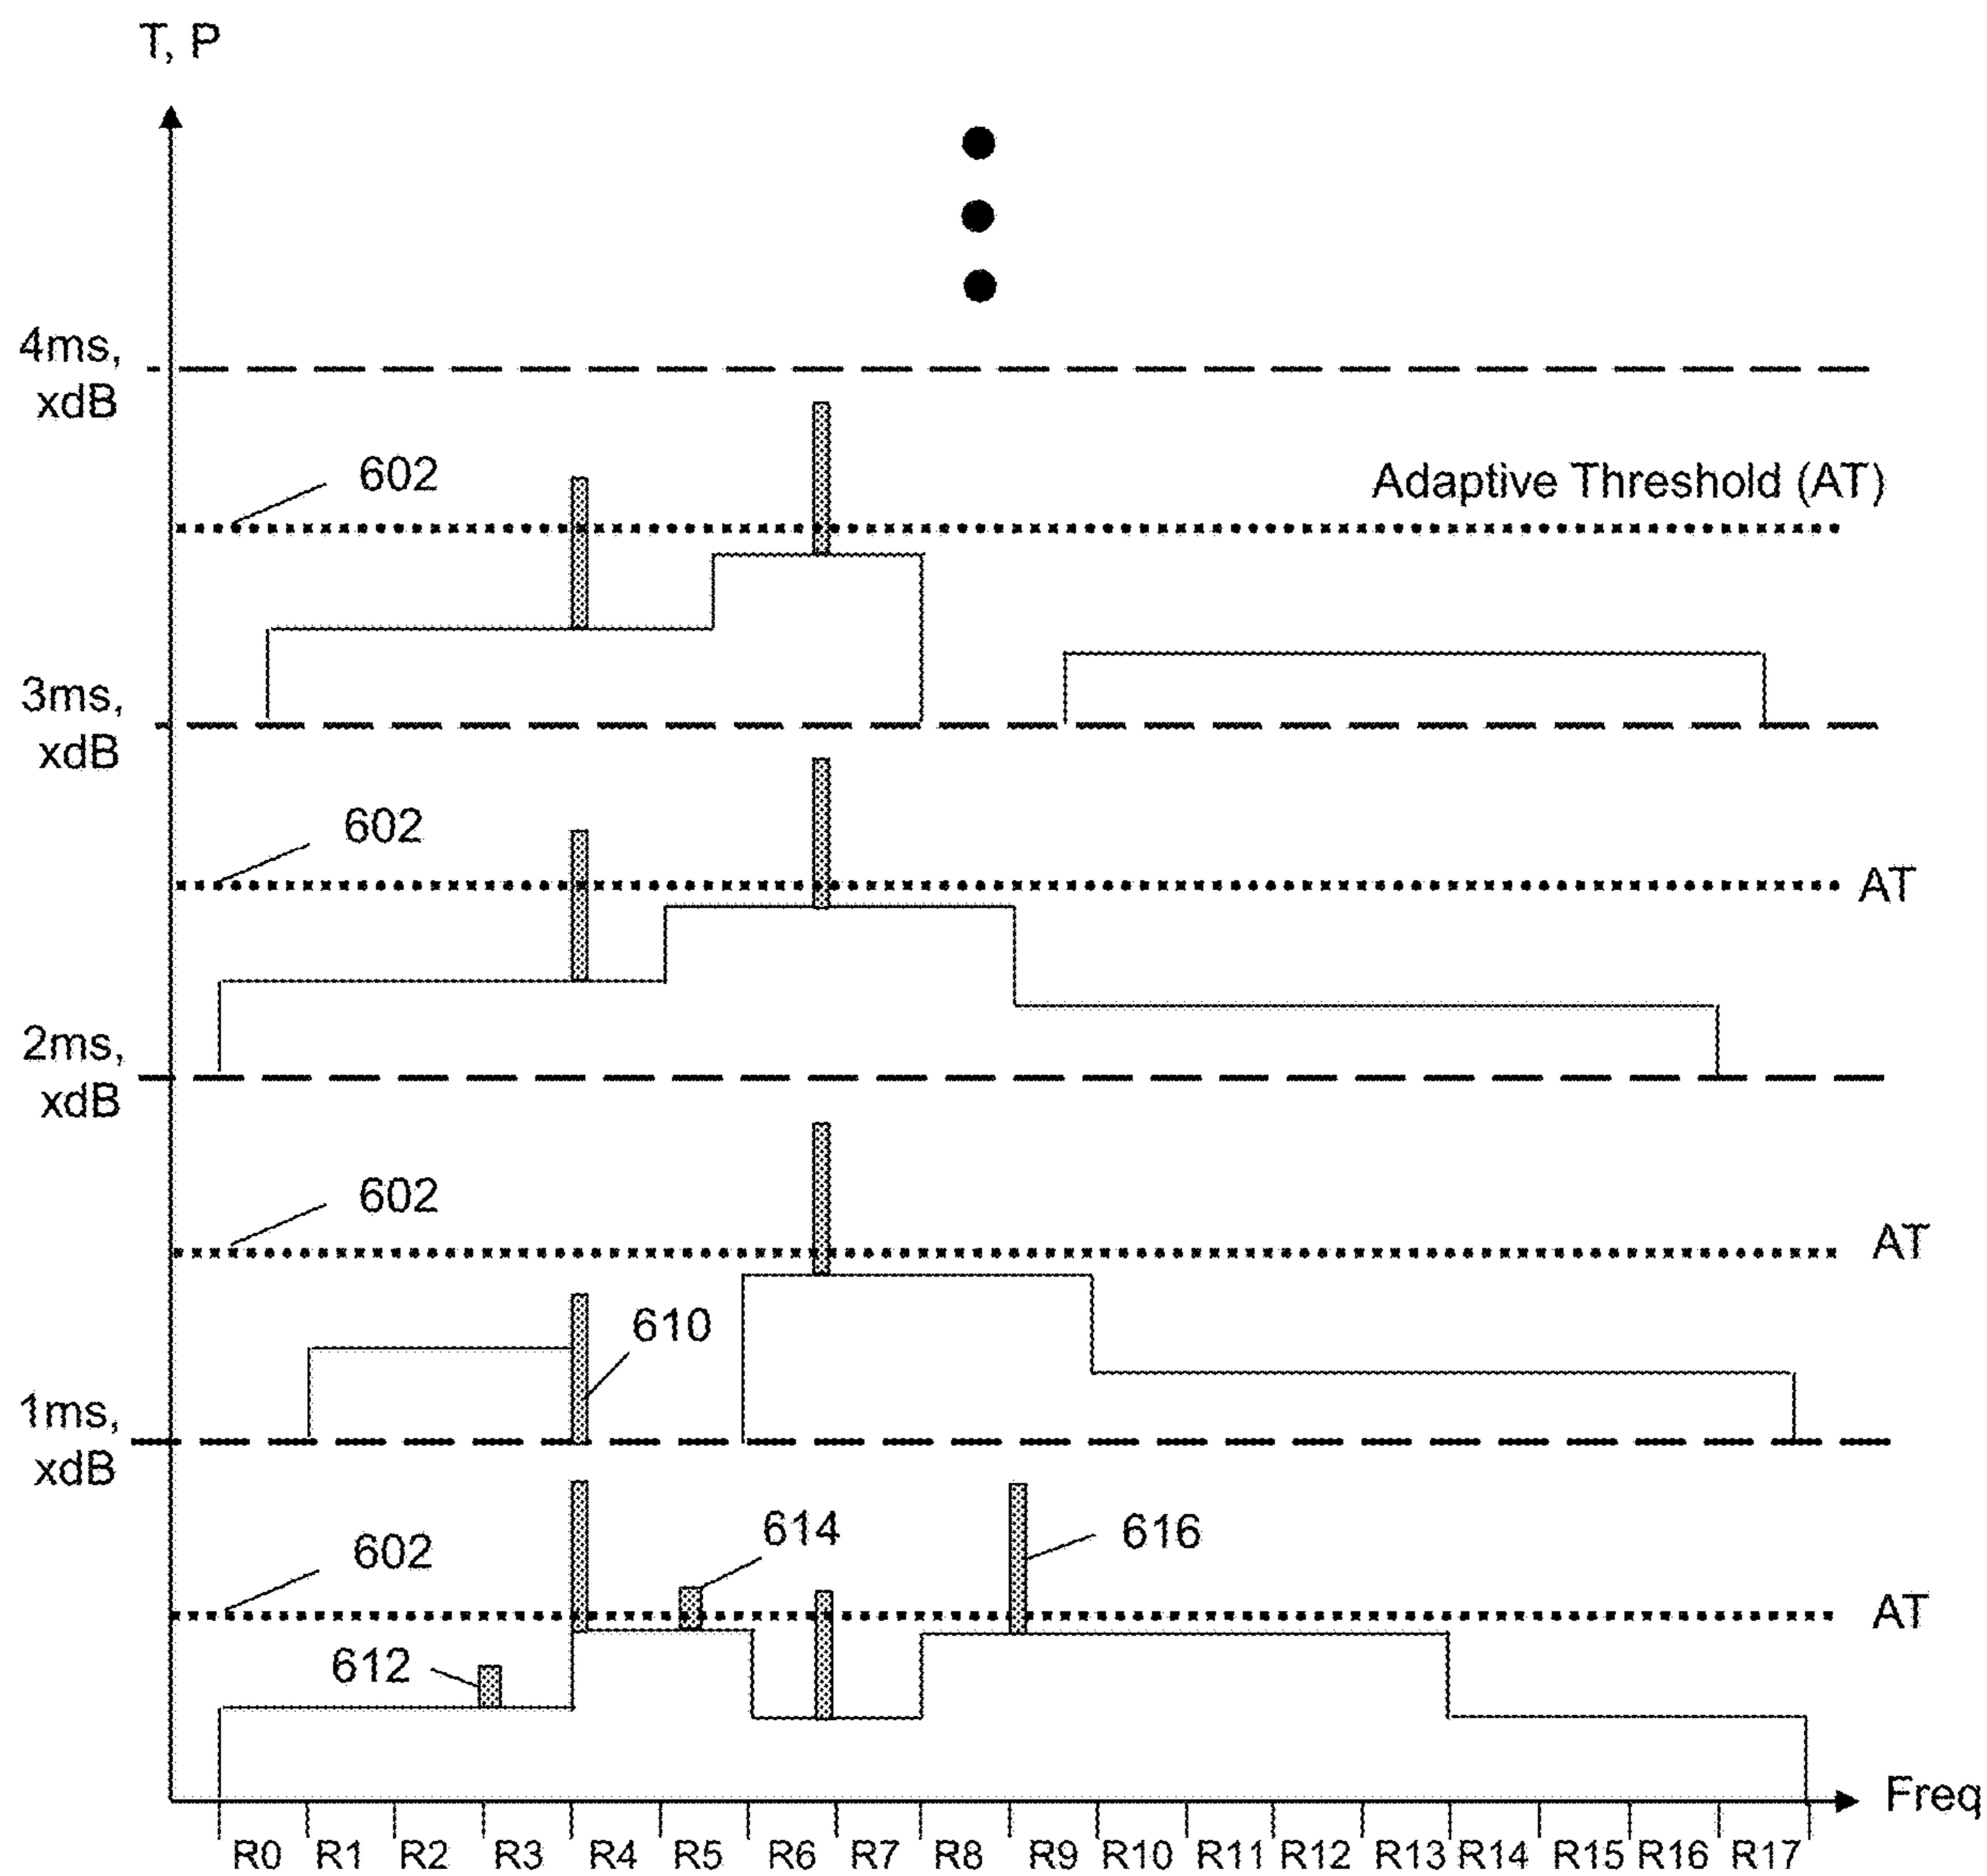 T, P
4ms,
xdB
602
Adaptive Threshold (AT)
3ms,
xdB
602
AT
2ms,
xdB
602
AT
610
1ms,
xdB
614
616
602
AT
612
Freq
R0 R1 R2 R3 R4 R5 R6 R7 R8 R9 R10 R11 R12 R13 R14 R15 R16 R17